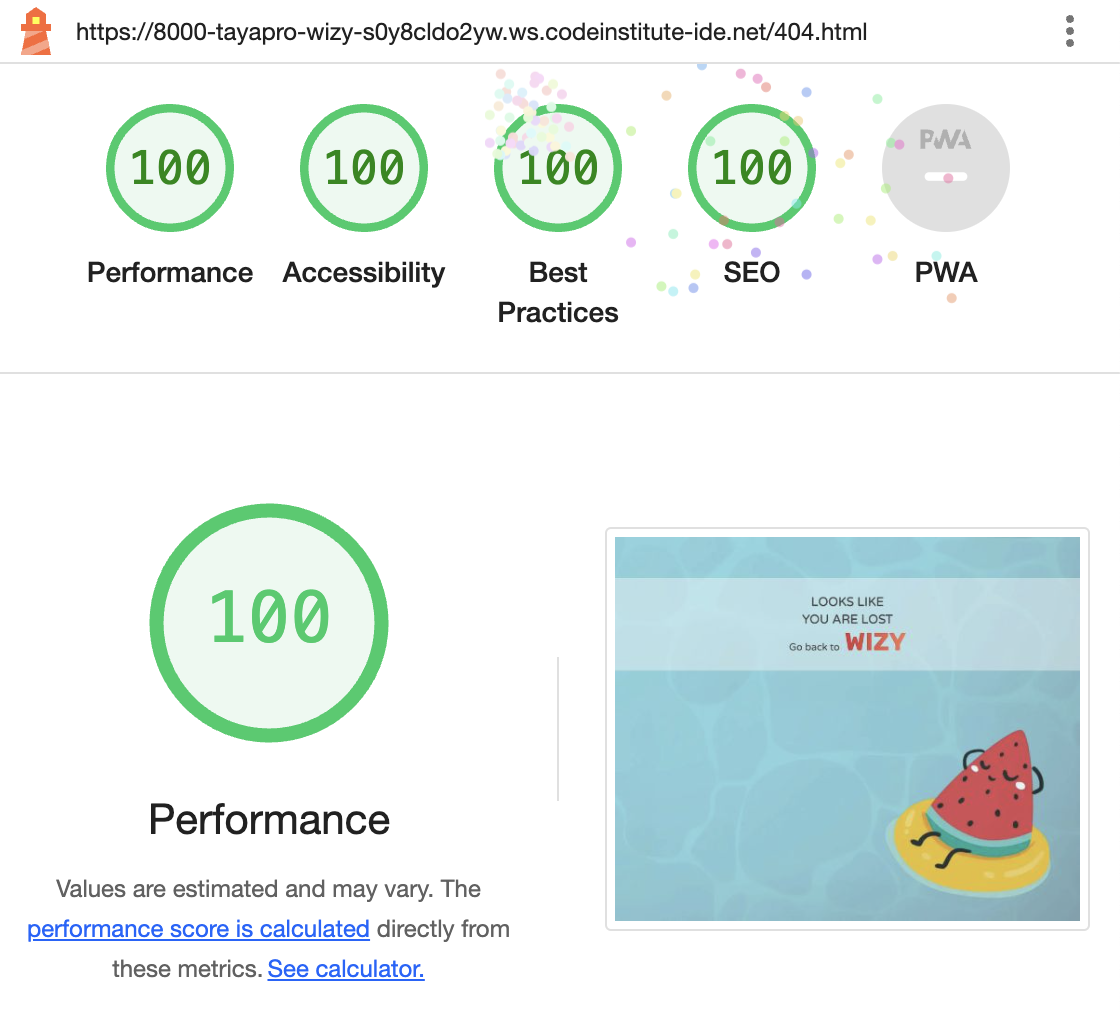 https://8000-tayapro-wizy-s0y8cldo2yw.ws.codeinstitute-ide.net/404.html
100
100
100
100
PWA
Performance
Accessibility
Best
Practices
SEO
PWA
100
Performance
Values are estimated and may vary. The
performance score is calculated directly from
these metrics. See calculator.
LOOKS LIKE
YOU ARE LOST
Go back to WIZY